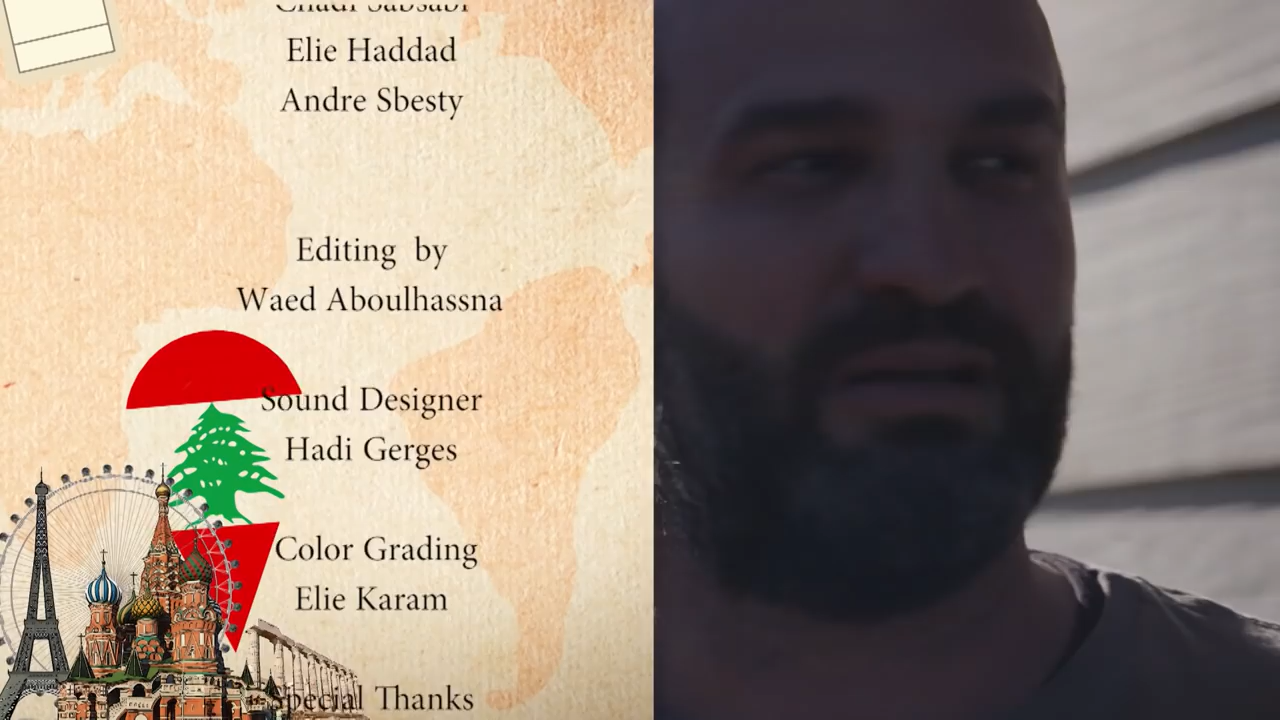 Elie Haddad
Andre Sbesty
Editing by
Waed Aboulhassna
Sound Designer
Hadi Gerges
Color Grading
Elie Karam
Special Thanks